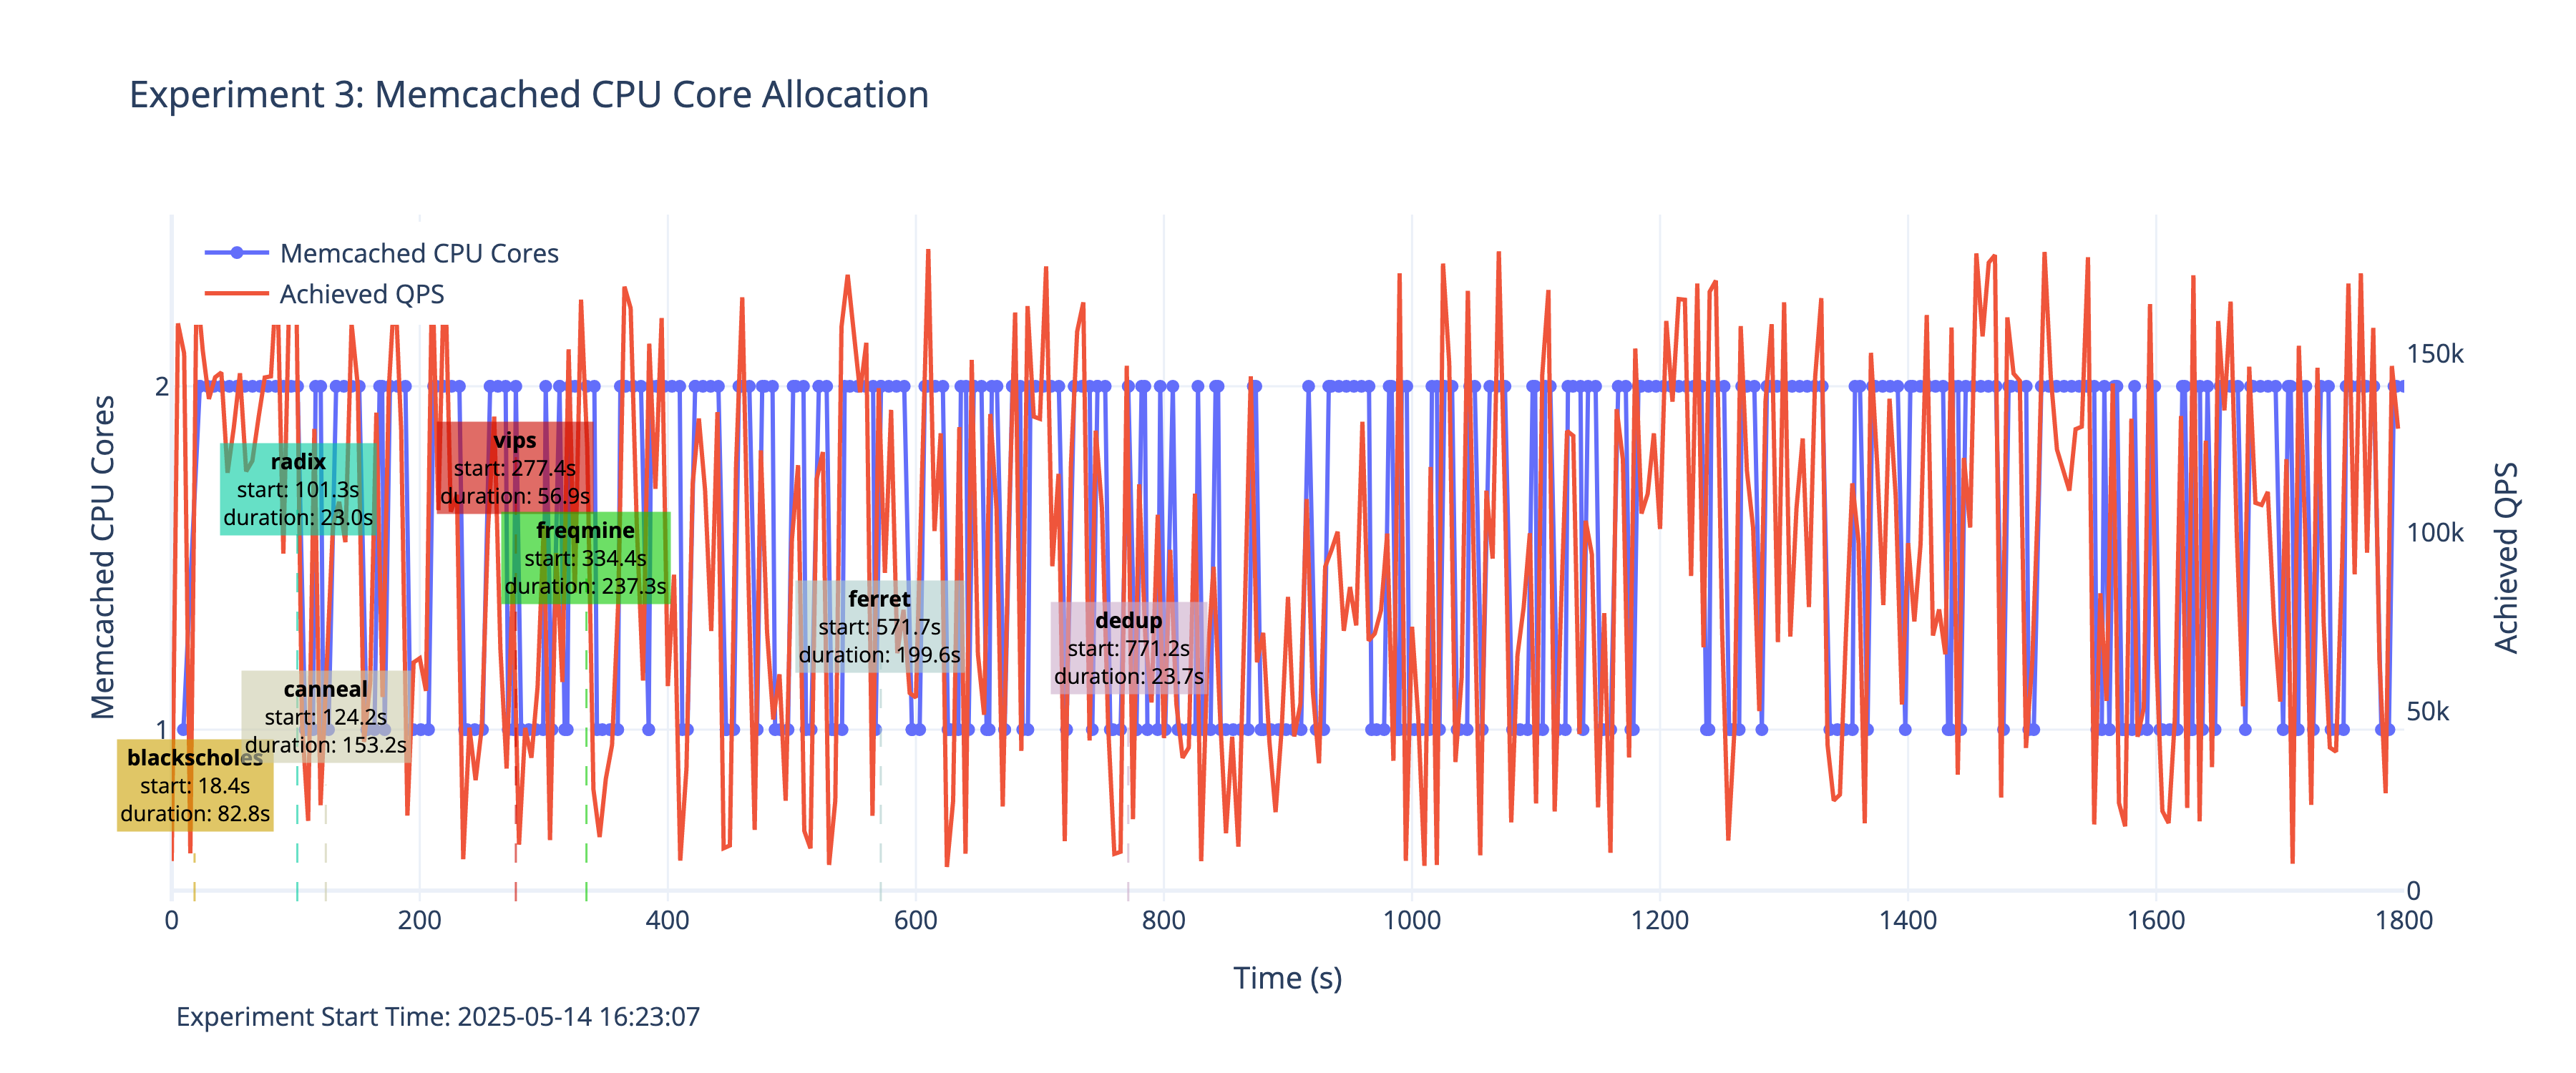 Experiment 3: Memcached CPU Core Allocation
Memcached CPU Cores
Achieved QPS
2
1
Memcached CPU Cores
150k
100k
50k
0
Achieved QPS
radix
start: 101.3s
duration: 23.0s
vips
start: 277.4s
duration: 56.9s
freqmine
start: 334.4s
duration: 237.3s
ferret
start: 571.7s
duration: 199.6s
dedup
start: 771.2s
duration: 23.7s
canneal
start: 124.2s
duration: 153.2s
blackscholes
start: 18.4s
duration: 82.8s
0
200
400
600
800
1000
1200
1400
1600
1800
Time (s)
Experiment Start Time: 2025-05-14 16:23:07